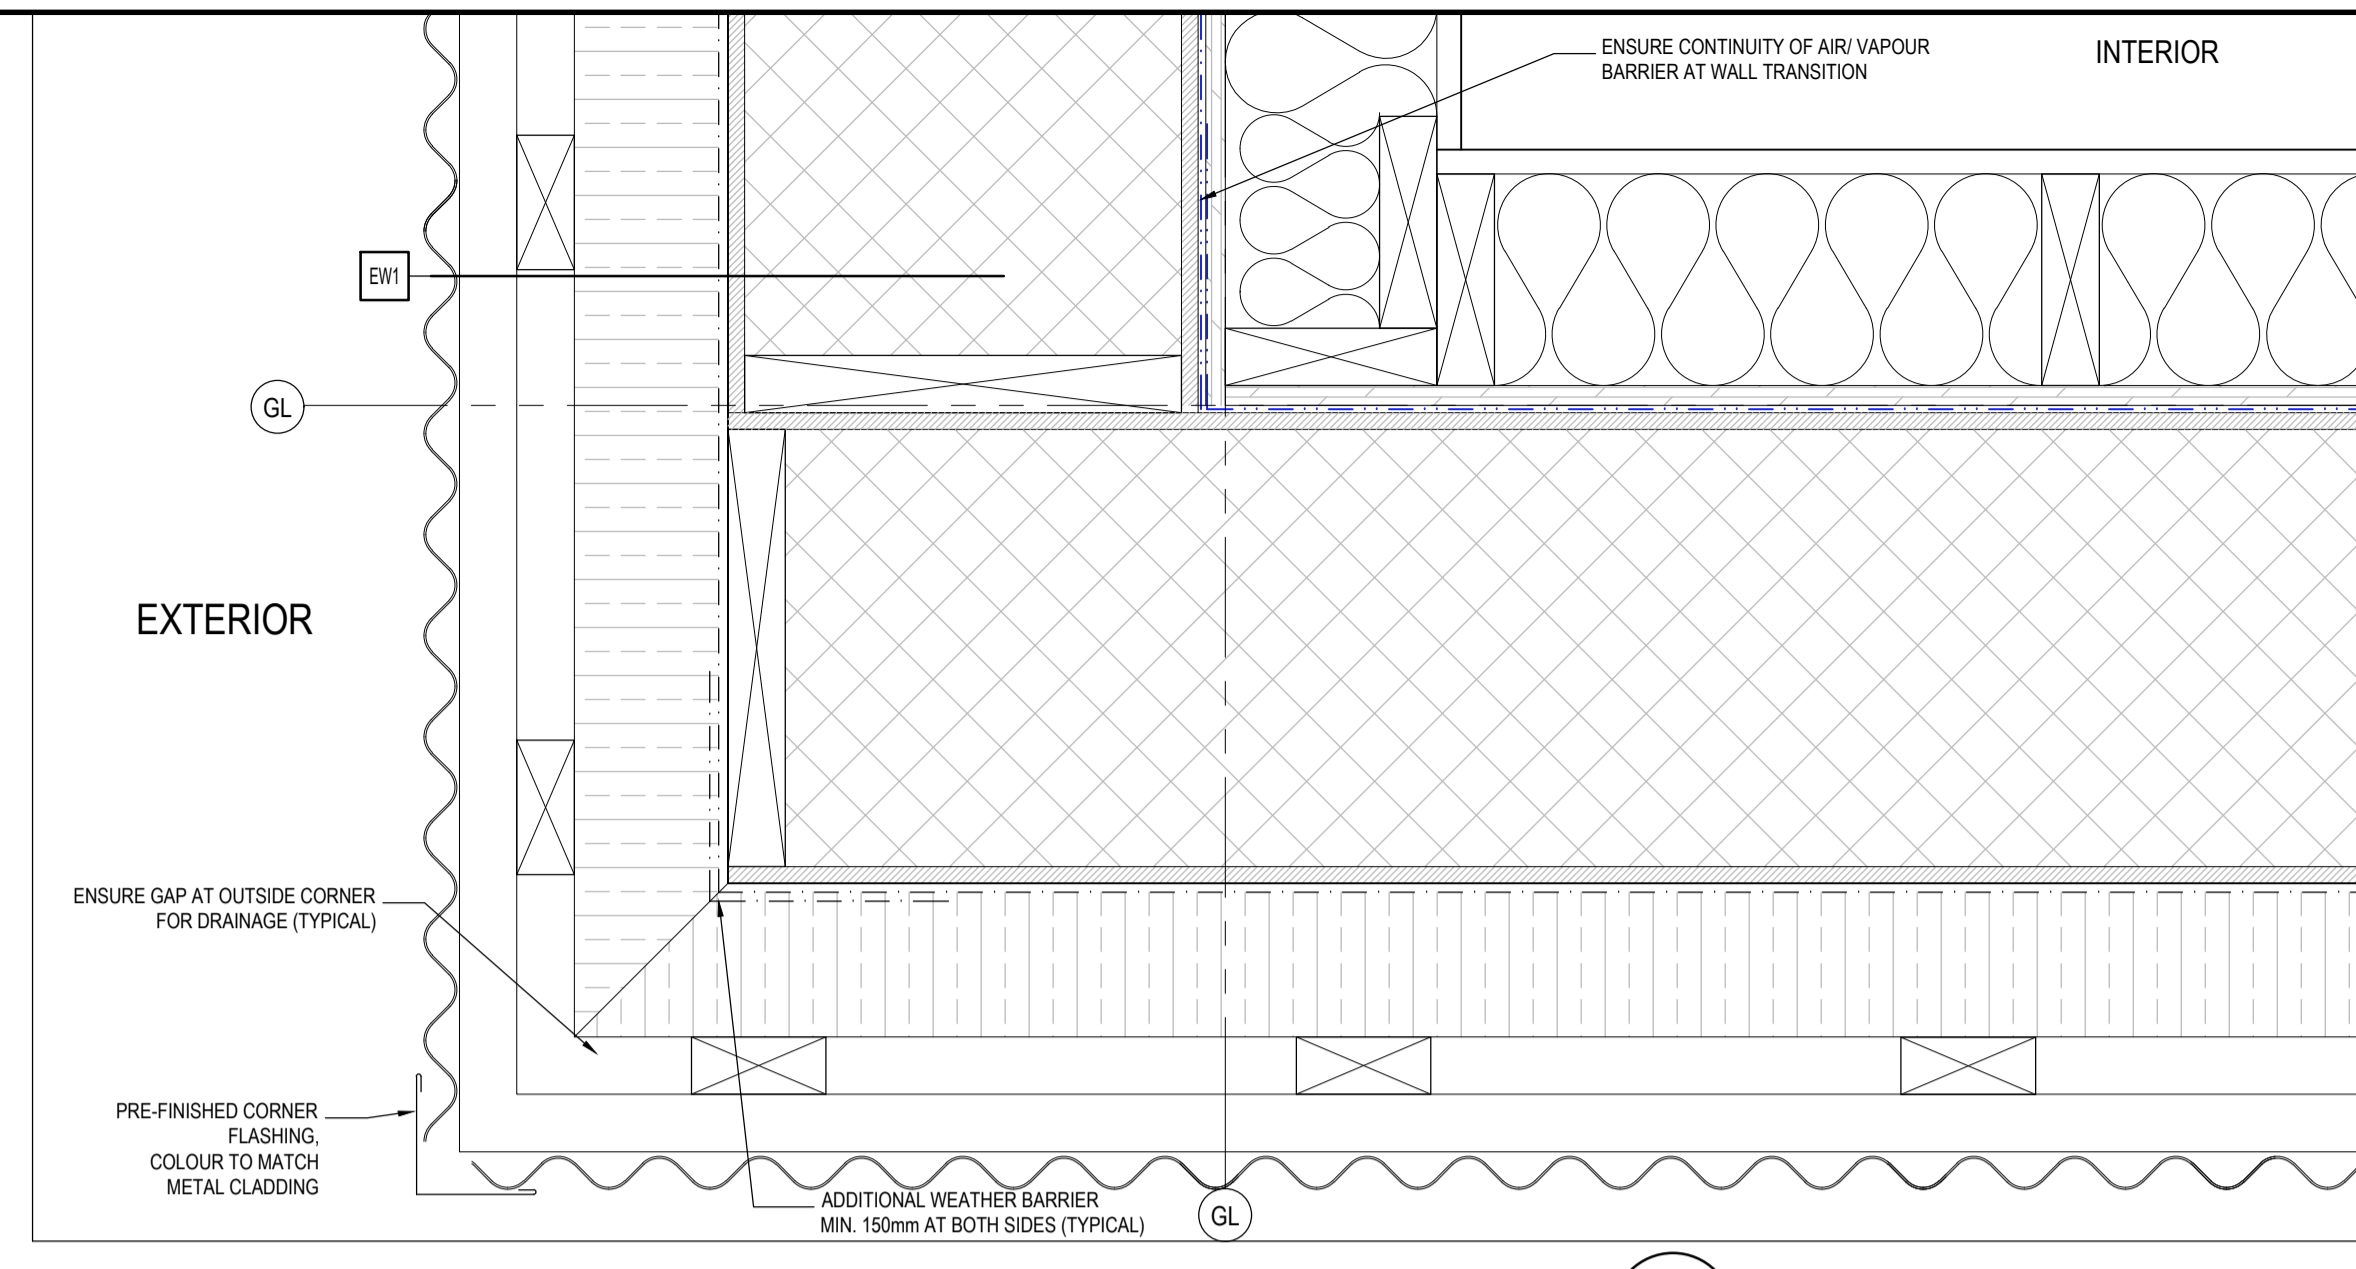 ENSURE CONTINUITY OF AIR/ VAPOUR
BARRIER AT WALL TRANSITION
INTERIOR
EW1
GL
EXTERIOR
ENSURE GAP AT OUTSIDE CORNER
FOR DRAINAGE (TYPICAL)
PRE-FINISHED CORNER
FLASHING,
COLOUR TO MATCH
METAL CLADDING
ADDITIONAL WEATHER BARRIER
MIN. 150mm AT BOTH SIDES (TYPICAL)
GL